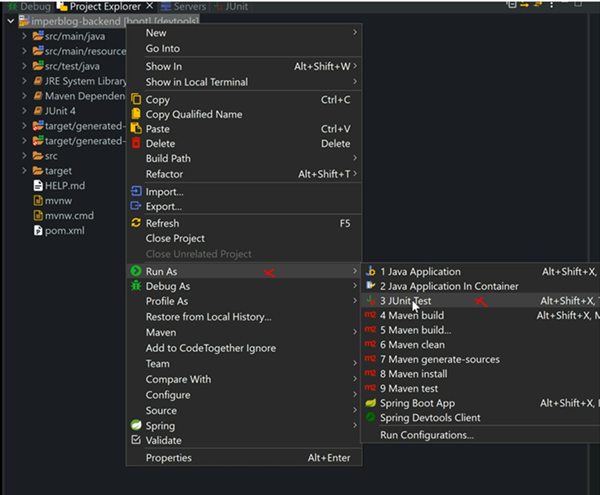 Debug Project Explorer Servers JUnit
imperblog-backend [boot] [devtools]
src/main/java
src/main/resource
src/test/java
JRE System Library
Maven Dependen
JUnit 4
target/generated-
target/generated-
src
target
HELP.md
mvnw
mvnw.cmd
pom.xml
New
Go Into
Show In Alt+Shift+W
Show in Local Terminal
Copy Ctrl+C
Copy Qualified Name
Paste Ctrl+V
Delete Delete
Build Path
Refactor Alt+Shift+T
Import...
Export...
Refresh F5
Close Project
Close Unrelated Project
Run As
Debug As
Profile As
Restore from Local History...
Maven
Add to CodeTogether Ignore
Team
Compare With
Configure
Source
Spring
Validate
Properties Alt+Enter
1 Java Application Alt+Shift+X,
2 Java Application In Container
3 JUnit Test Alt+Shift+X, T
4 Maven build Alt+Shift+X, M
5 Maven build...
6 Maven clean
7 Maven generate-sources
8 Maven install
9 Maven test
Spring Boot App Alt+Shift+X,
Spring Devtools Client
Run Configurations...